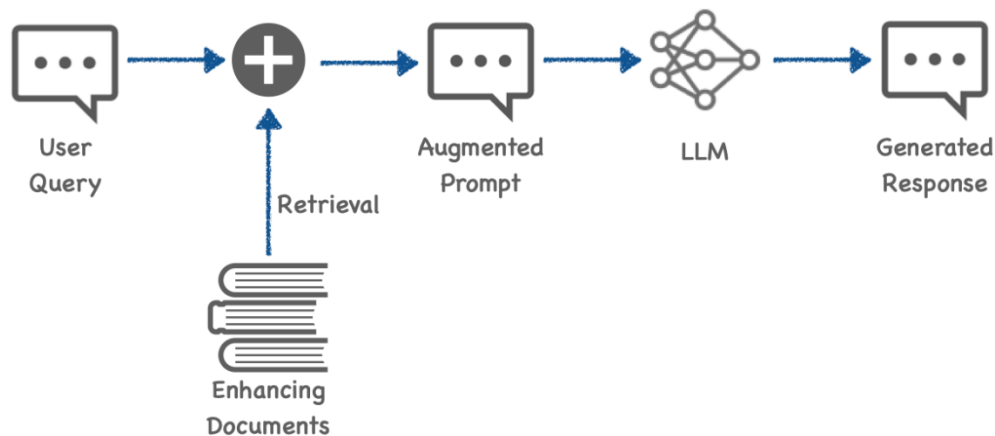 User
Query
Augmented
Prompt
LLM
Generated
Response
Retrieval
Enhancing
Documents